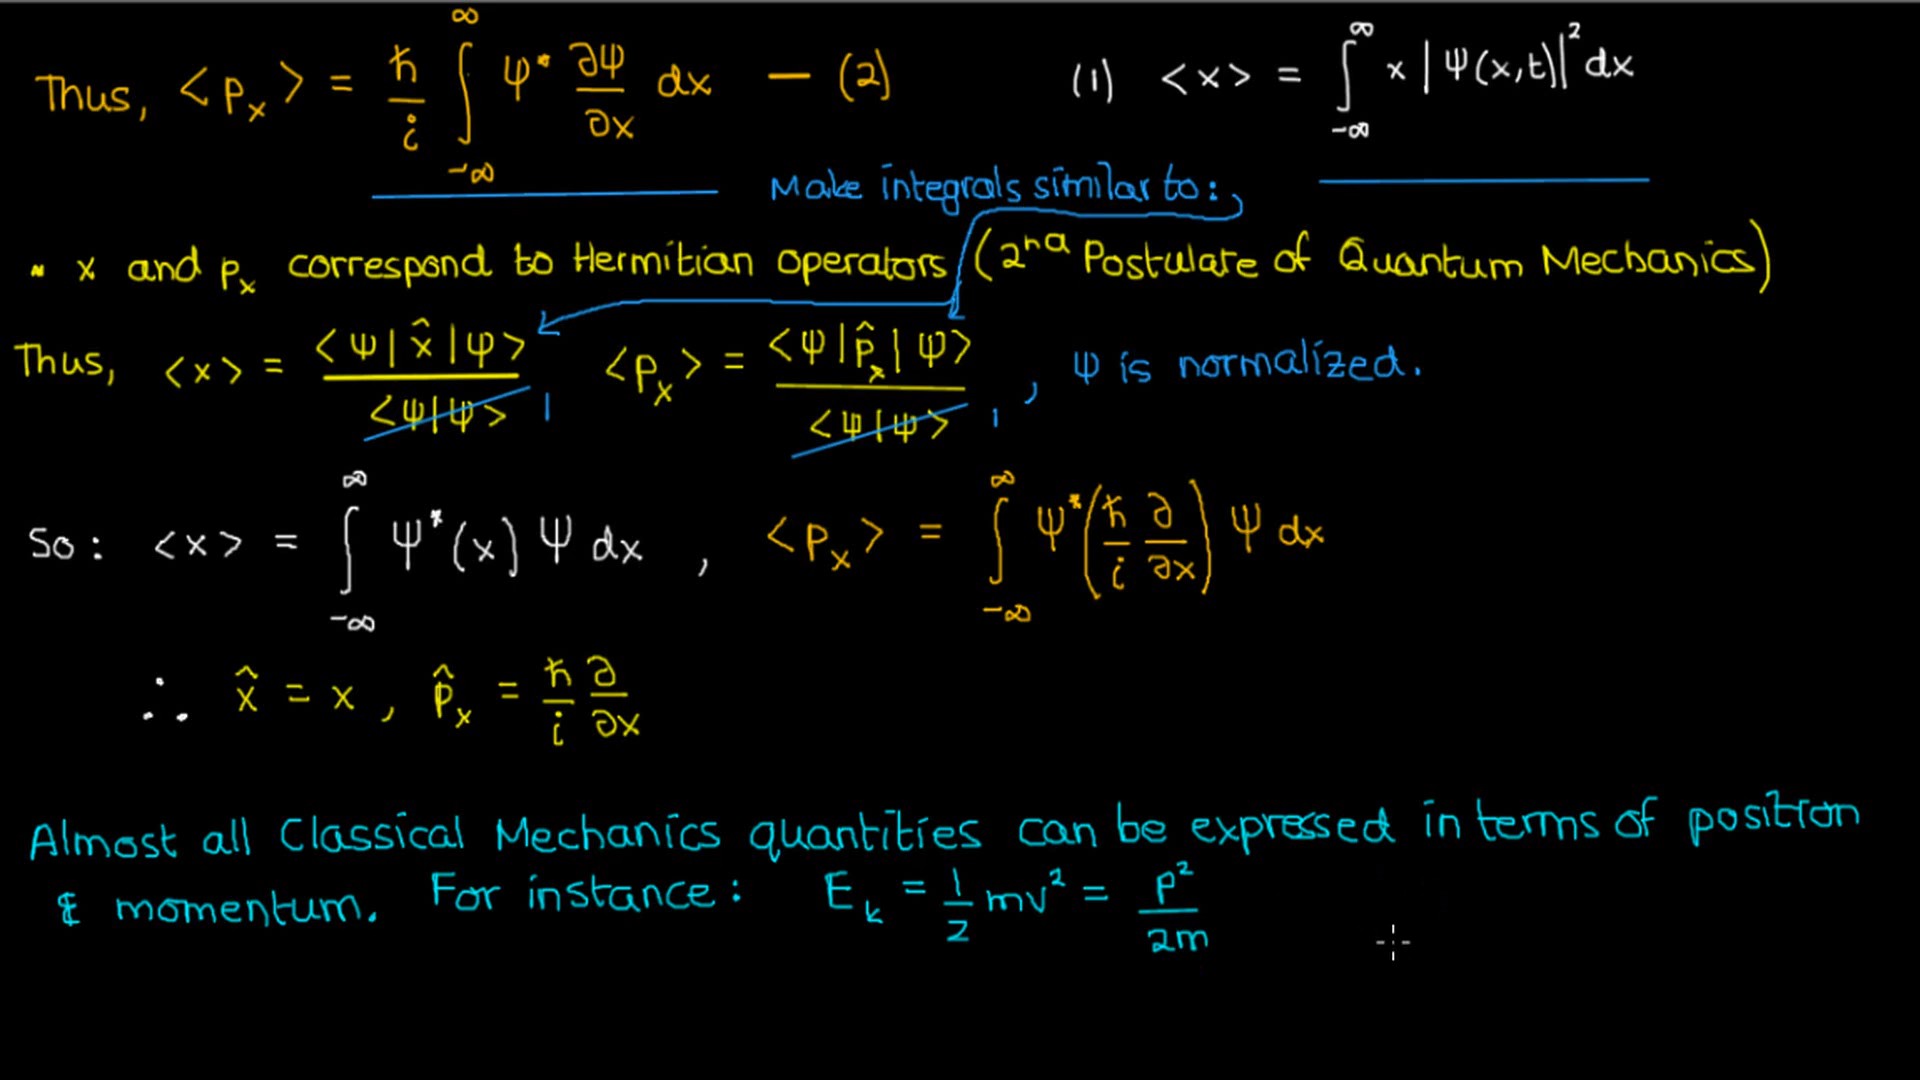 Thus, <pₓ> = ħ/i ∫_{-∞}^{∞} ψ* ∂ψ/∂x dx — (2) (1) <x> = ∫_{-∞}^{∞} x |Ψ(x,t)|² dx
Make integrals similar to:
x and pₓ correspond to Hermitian operators (2nd Postulate of Quantum Mechanics)
Thus, <x> = <Ψ|x̂|ψ> / <ψ|ψ> 1 <pₓ> = <ψ|p̂ₓ|ψ> / <ψ|ψ> 1 , ψ is normalized.
So: <x> = ∫_{-∞}^{∞} Ψ*(x) Ψ dx , <pₓ> = ∫_{-∞}^{∞} Ψ* (ħ/i ∂/∂x) Ψ dx
∴ x̂ = x , p̂ₓ = ħ/i ∂/∂x
Almost all Classical Mechanics quantities can be expressed in terms of position
& momentum. For instance: Eₖ = 1/2 mv² = p²/2m